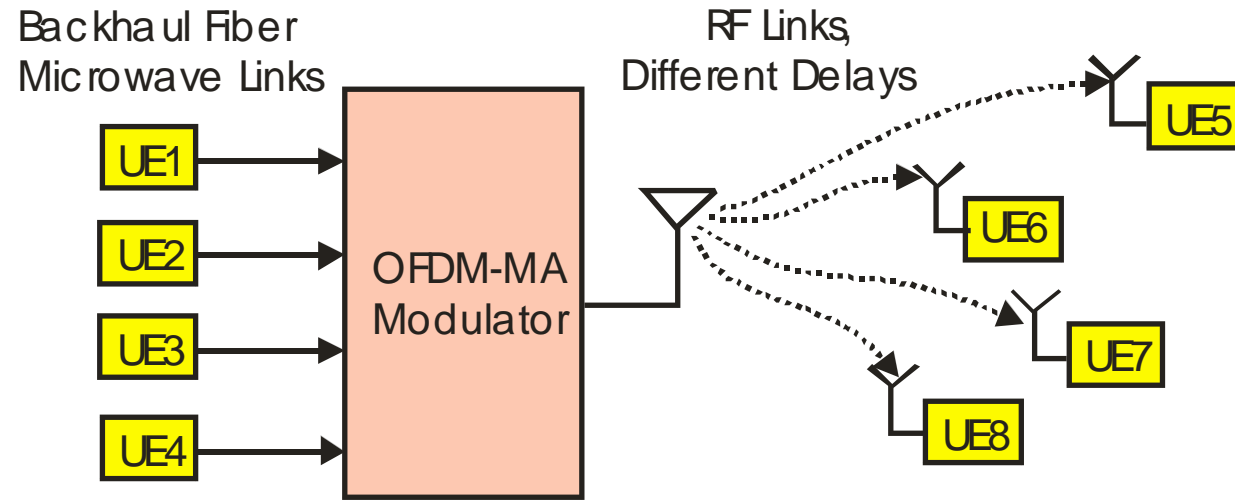 Backhaul Fiber
Microwave Links
RF Links,
Different Delays
UE1
UE2
UE3
UE4
OFDM-MA
Modulator
UE5
UE6
UE7
UE8